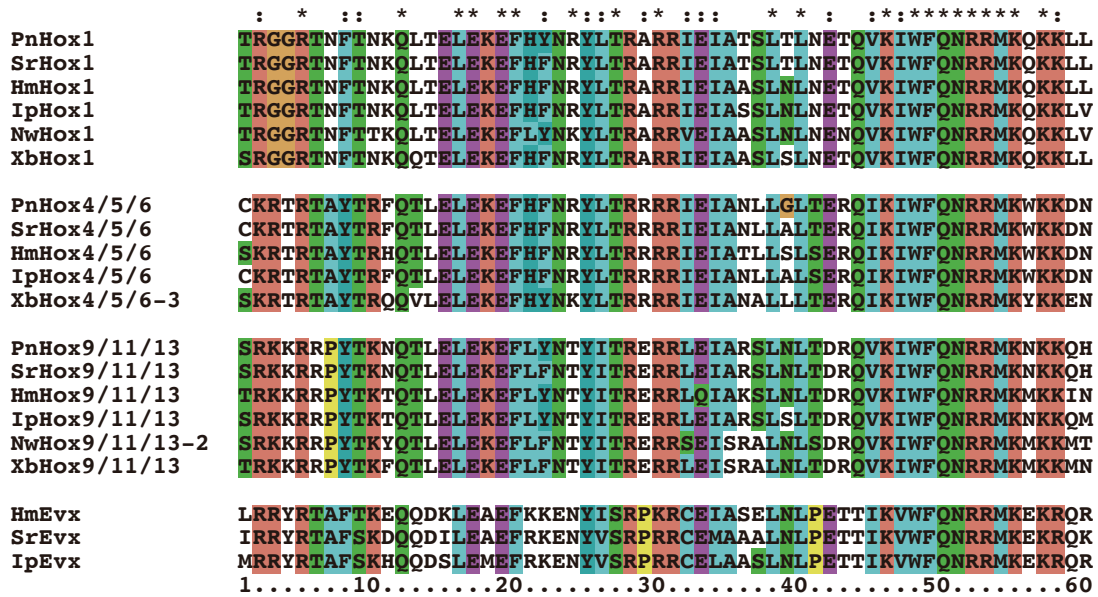 : * :: * ** ** : *::* :* ::: * * : :*:******** *:
PnHox1 TRGGRTNFTNKQLTELEKEFHYNRYLTRARRIEIATSLTLNETQVKIWFQNRRMKQKKLL
SrHox1 TRGGRTNFTNKQLTELEKEFHFNRYLTRARRIEIATSLTLNETQVKIWFQNRRMKQKKLL
HmHox1 TRGGRTNFTNKQLTELEKEFHFNRYLTRARRIEIAASLNLNETQVKIWFQNRRMKQKKLL
IpHox1 TRGGRTNFTNKQLTELEKEFHFNRYLTRARRIEIASSLNLNETQVKIWFQNRRMKQKKLV
NwHox1 TRGGRTNFTTKQLTELEKEFLYNKYLTRARRVEIAASLNLNENQVKIWFQNRRMKQKKLV
XbHox1 SRGGRTNFTNKQQTELEKEFHFNRYLTRARRIEIAASLSLNETQVKIWFQNRRMKQKKLL
PnHox4/5/6 CKRTRTAYTRFQTLELEKEFHFNRYLTRRRRIEIANLLGLTERQIKIWFQNRRMKWKKDN
SrHox4/5/6 CKRTRTAYTRFQTLELEKEFHFNRYLTRRRRIEIANLLALTERQIKIWFQNRRMKWKKDN
HmHox4/5/6 SKRTRTAYTRHQTLELEKEFHFNRYLTRRRRIEIATLLSLSERQIKIWFQNRRMKWKKDN
IpHox4/5/6 CKRTRTAYTRFQTLELEKEFHFNRYLTRRRRIEIANLLALSERQIKIWFQNRRMKWKKDN
XbHox4/5/6-3 SKRTRTAYTRQQVLELEKEFHYNKYLTRRRRIEIANALLLTERQIKIWFQNRRMKYKKEN
PnHox9/11/13 SRKKRRPYTKNQTLELEKEFLYNTYITRERRLEIARSLNLTDRQVKIWFQNRRMKNKKQH
SrHox9/11/13 SRKKRRPYTKNQTLELEKEFLFNTYITRERRLEIARSLNLTDRQVKIWFQNRRMKNKKQH
HmHox9/11/13 TRKKRRPYTKTQTLELEKEFLYNTYITRERRLQIAKSLNLTDRQVKIWFQNRRMKMKKIN
IpHox9/11/13 SRKKRRPYTKTQTLELEKEFLYNTYITRERRLEIARSLSLTDRQVKIWFQNRRMKNKKQM
NwHox9/11/13-2 SRKKRRPYTKYQTLELEKEFLFNTYITRERRSEISRALNLSDRQVKIWFQNRRMKMKKMT
XbHox9/11/13 TRKKRRPYTKFQTLELEKEFLFNTYITRERRLEISRALNLTDRQVKIWFQNRRMKMKKMN
HmEvx LRRYRTAFTKEQQDKLEAEFKKENYISRPKRCEIASELNLPETTIKVWFQNRRMKEKRQR
SrEvx IRRYRTAFSKDQQDILEAEFRKENYVSRPRRCEMAAALNLPETTIKVWFQNRRMKEKRQK
IpEvx MRRYRTAFSKHQQDSLEMEFRKENYVSRPRRCELAASLNLPETTIKVWFQNRRMKEKRQR
1........10........20........30........40........50........60